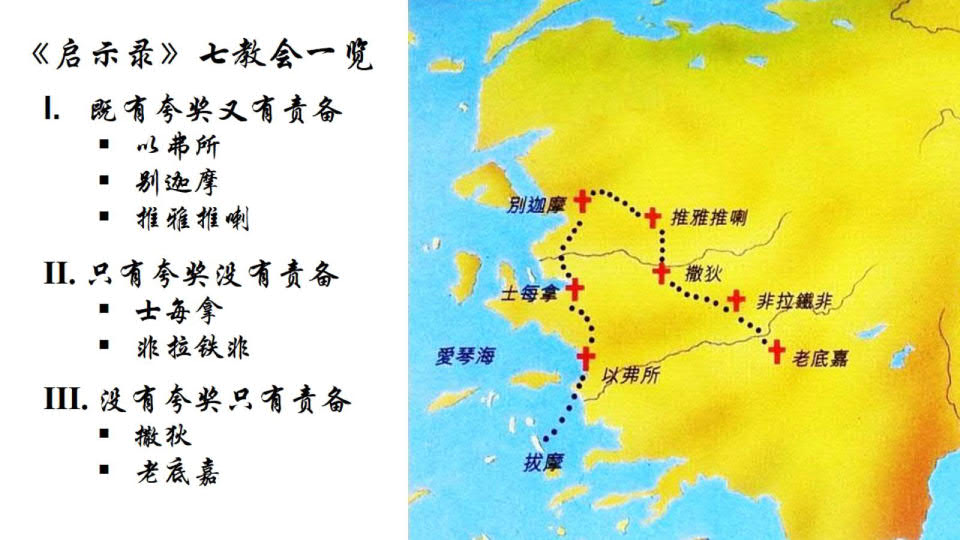 《启示录》七教会一览
I. 既有夸奖又有责备
▪ 以弗所
▪ 别迦摩
▪ 推雅推喇
II. 只有夸奖没有责备
▪ 士每拿
▪ 非拉铁非
III. 没有夸奖只有责备
▪ 撒狄
▪ 老底嘉
別迦摩
推雅推喇
撒狄
士每拿
非拉鐵非
愛琴海
老底嘉
以弗所
拔摩